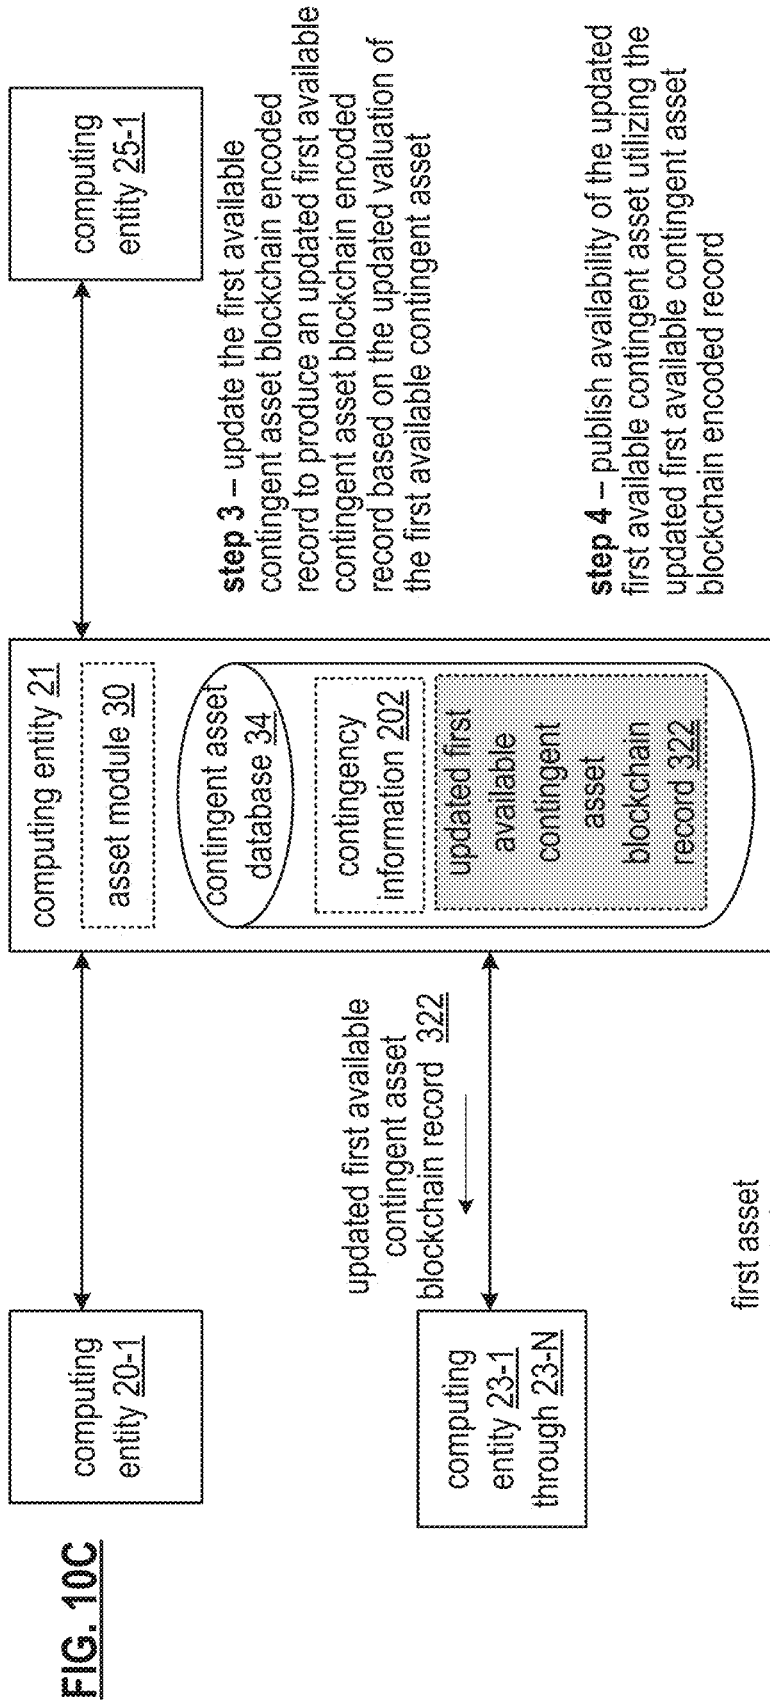 FIG. 10C
computing
entity 20-1
computing
entity 23-1
through 23-N
updated first available
contingent asset
blockchain record 322
first asset
computing entity 21
asset module 30
contingent asset
database 34
contingency
information 202
updated first
available
contingent
asset
blockchain
record 322
computing
entity 25-1
step 3 – update the first available
contingent asset blockchain encoded
record to produce an updated first available
contingent asset blockchain encoded
record based on the updated valuation of
the first available contingent asset
step 4 – publish availability of the updated
first available contingent asset utilizing the
updated first available contingent asset
blockchain encoded record